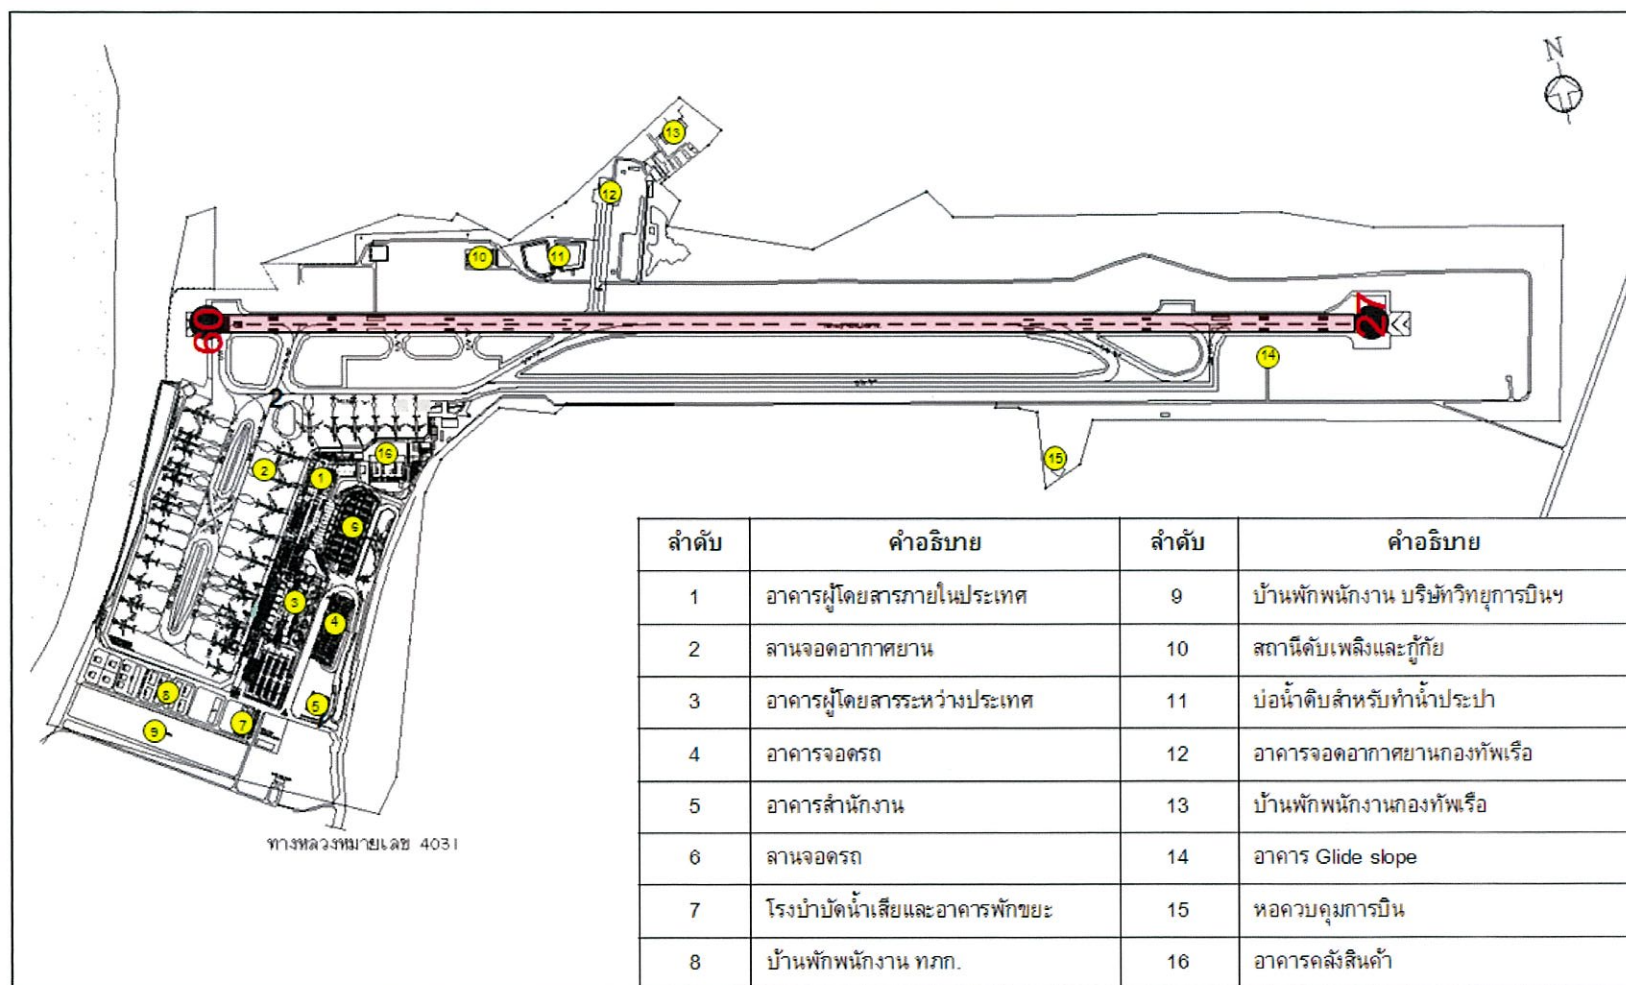 N
13
12
10
11
09
27
14
2
16
15
2
1
6
3
4
8
5
7
9
ทางหลวงหมายเลข 4031
ลำดับ คำอธิบาย ลำดับ คำอธิบาย
1 อาคารผู้โดยสารภายในประเทศ 9 บ้านพักพนักงาน บริษัทวิทยุการบินฯ
2 ลานจอดอากาศยาน 10 สถานีดับเพลิงและกู้ภัย
3 อาคารผู้โดยสารระหว่างประเทศ 11 บ่อน้ำดิบสำหรับทำน้ำประปา
4 อาคารจอดรถ 12 อาคารจอดอากาศยานกองทัพเรือ
5 อาคารสำนักงาน 13 บ้านพักพนักงานกองทัพเรือ
6 ลานจอดรถ 14 อาคาร Glide slope
7 โรงบำบัดน้ำเสียและอาคารพักขยะ 15 หอควบคุมการบิน
8 บ้านพักพนักงาน ทภก. 16 อาคารคลังสินค้า